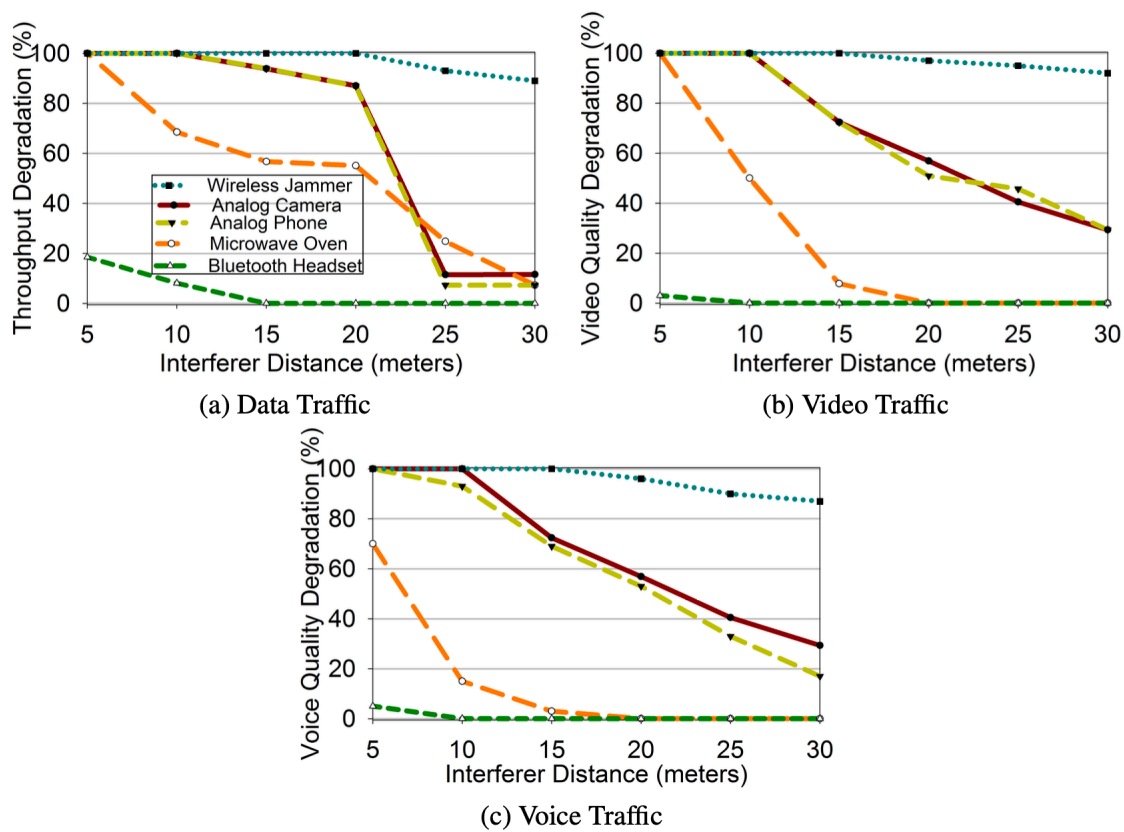 Throughput Degradation (%)
100
80
60
40
20
0
Wireless Jammer
Analog Camera
Analog Phone
Microwave Oven
Bluetooth Headset
5 10 15 20 25 30
Interferer Distance (meters)
(a) Data Traffic
Video Quality Degradation (%)
100
80
60
40
20
0
5 10 15 20 25 30
Interferer Distance (meters)
(b) Video Traffic
Voice Quality Degradation (%)
100
80
60
40
20
0
5 10 15 20 25 30
Interferer Distance (meters)
(c) Voice Traffic